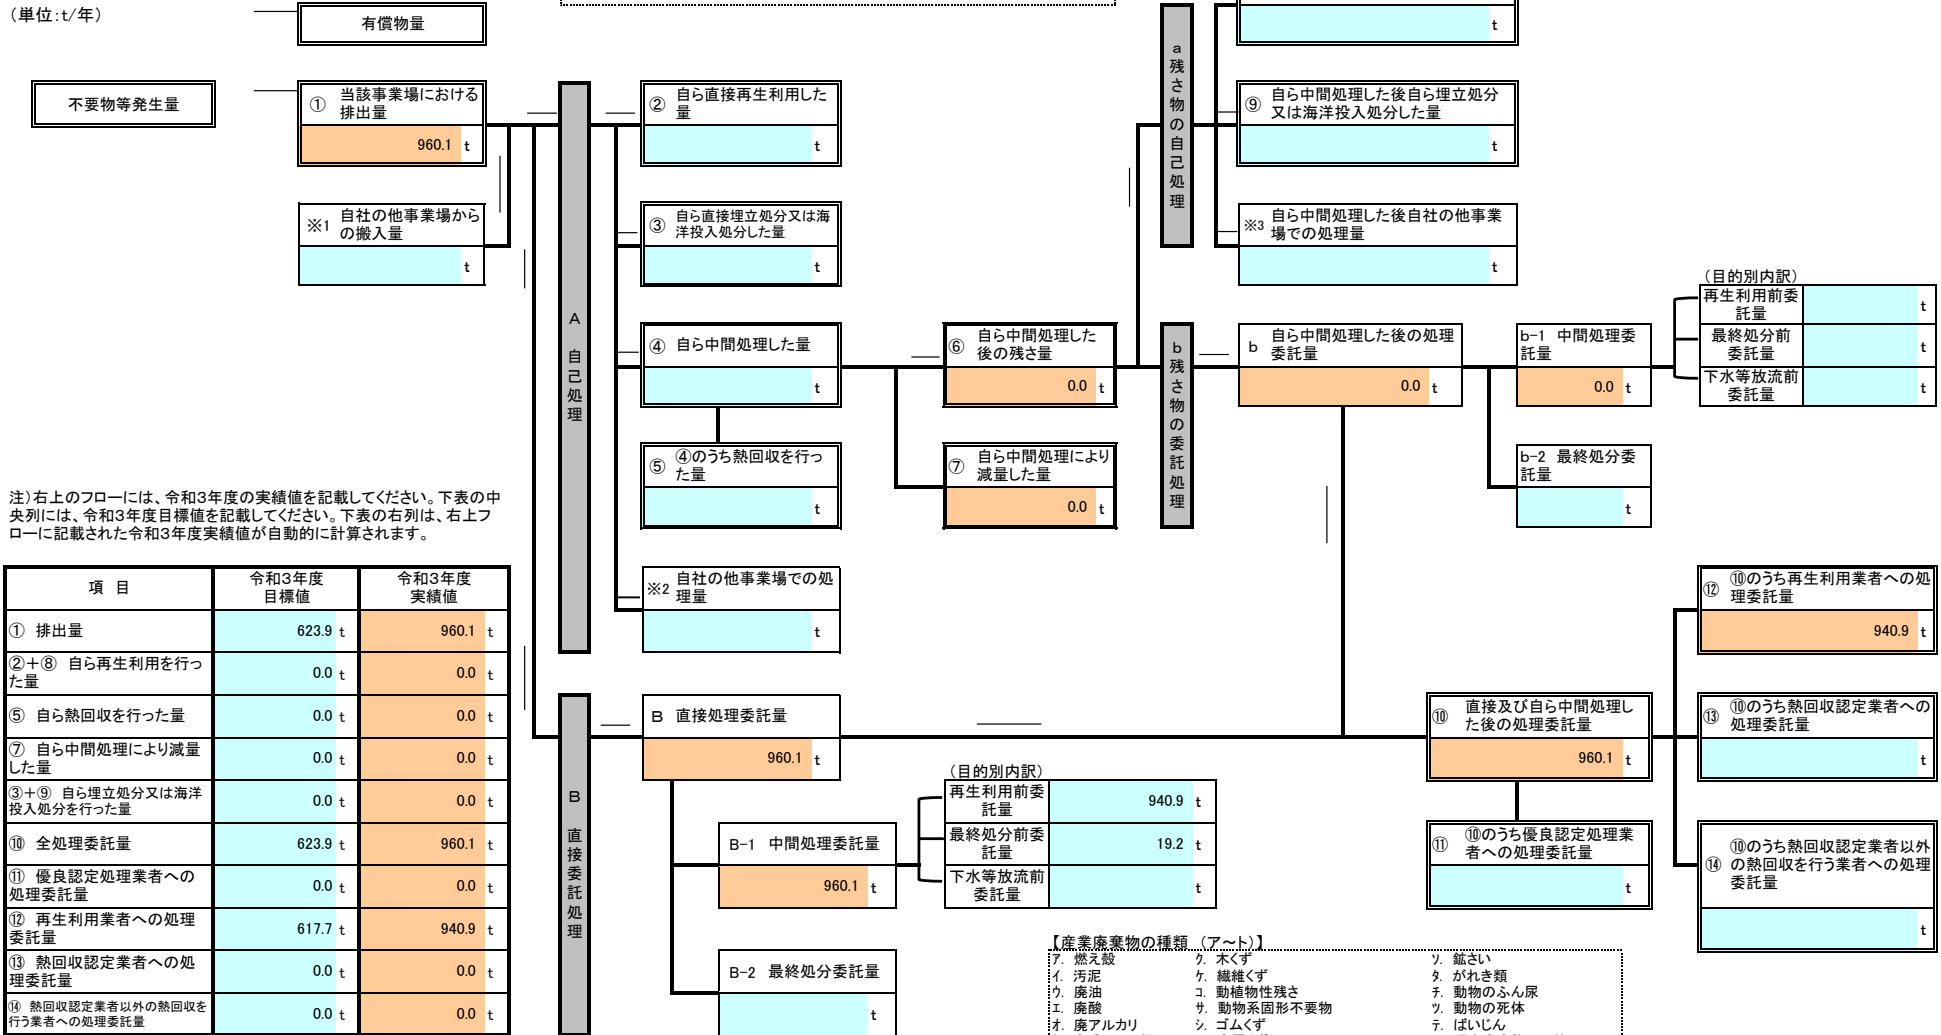 （単位：t/年）
有償物量
t
不要物等発生量
① 当該事業場における
排出量
960.1 t
※1 自社の他事業場から
の搬入量
t
A 自己処理
② 自ら直接再生利用した
量
t
③ 自ら直接埋立処分又は海
洋投入処分した量
t
④ 自ら中間処理した量
t
⑤ ④のうち熱回収を行っ
た量
t
※2 自社の他事業場での処
理量
t
⑥ 自ら中間処理した
後の残さ量
0.0 t
⑦ 自ら中間処理により
減量した量
0.0 t
a 残さ物の自己処理
⑨ 自ら中間処理した後自ら埋立処分
又は海洋投入処分した量
t
※3 自ら中間処理した後自社の他事業
場での処理量
t
b 残さ物の委託処理
b 自ら中間処理した後の処理
委託量
0.0 t
b-1 中間処理委
託量
0.0 t
b-2 最終処分委
託量
t
（目的別内訳）
再生利用前委
託量
t
最終処分前
委託量
t
下水等放流前
委託量
t
注）右上のフローには、令和3年度の実績値を記載してください。下表の中
央列には、令和3年度目標値を記載してください。下表の右列は、右上フ
ローに記載された令和3年度実績値が自動的に計算されます。
項 目 令和3年度 目標値 令和3年度 実績値
① 排出量 623.9 t 960.1 t
②＋⑧ 自ら再生利用を行っ
た量 0.0 t 0.0 t
⑤ 自ら熱回収を行った量 0.0 t 0.0 t
⑦ 自ら中間処理により減量
した量 0.0 t 0.0 t
③＋⑨ 自ら埋立処分又は海洋
投入処分を行った量 0.0 t 0.0 t
⑩ 全処理委託量 623.9 t 960.1 t
⑪ 優良認定処理業者への
処理委託量 0.0 t 0.0 t
⑫ 再生利用業者への処理
委託量 617.7 t 940.9 t
⑬ 熱回収認定業者への処
理委託量 0.0 t 0.0 t
⑭ 熱回収認定業者以外の熱回収を
行う業者への処理委託量 0.0 t 0.0 t
B 直接委託処理
B 直接処理委託量
960.1 t
B-1 中間処理委託量
960.1 t
B-2 最終処分委託量
t
（目的別内訳）
再生利用前委
託量
940.9 t
最終処分前委
託量
19.2 t
下水等放流前
委託量
t
⑩ 直接及び自ら中間処理し
た後の処理委託量
960.1 t
⑪ ⑩のうち優良認定処理業
者への処理委託量
t
⑫ ⑩のうち再生利用業者への処
理委託量
940.9 t
⑬ ⑩のうち熱回収認定業者への
処理委託量
t
⑭ ⑩のうち熱回収認定業者以外
の熱回収を行う業者への処理
委託量
t
【産業廃棄物の種類 （ア～ト）】
ア. 燃え殻 ク. 木くず ソ. 鉱さい
イ. 汚泥 ケ. 繊維くず タ. がれき類
ウ. 廃油 コ. 動植物性残さ チ. 動物のふん尿
エ. 廃酸 サ. 動物系固形不要物 ツ. 動物の死体
オ. 廃アルカリ シ. ゴムくず テ. ばいじん